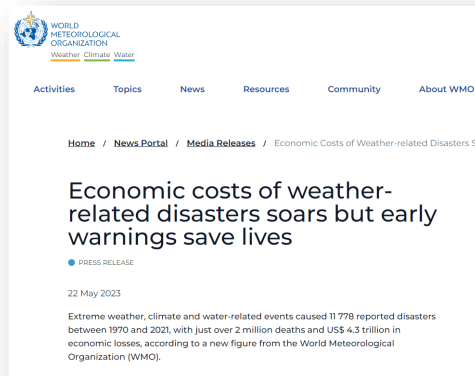 WORLD
METEOROLOGICAL
ORGANIZATION
Weather Climate Water
Activities Topics News Resources Community About WMO
Home / News Portal / Media Releases / Economic Costs of Weather-related Disasters S
Economic costs of weather-
related disasters soars but early
warnings save lives
PRESS RELEASE
22 May 2023
Extreme weather, climate and water-related events caused 11 778 reported disasters
between 1970 and 2021, with just over 2 million deaths and US$ 4.3 trillion in
economic losses, according to a new figure from the World Meteorological
Organization (WMO).